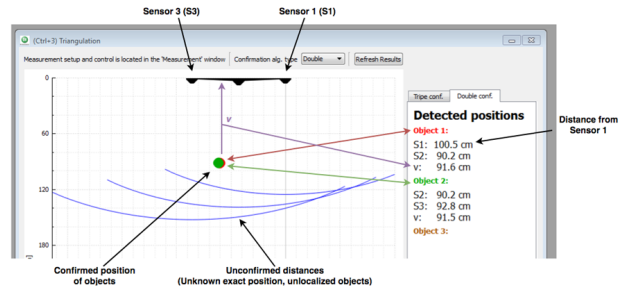 Sensor 3 (S3)
Sensor 1 (S1)
(Ctrl+3) Triangulation
Measurement setup and control is located in the 'Measurement' window
Confirmation alg. type
Double
Refresh Results
0
60
120
180
v
Tripe conf.
Double conf.
Detected positions
Object 1:
S1: 100.5 cm
S2: 90.2 cm
v: 91.6 cm
Object 2:
S2: 90.2 cm
S3: 92.8 cm
v: 91.5 cm
Object 3:
Distance from
Sensor 1
Confirmed position
of objects
Unconfirmed distances
(Unknown exact position, unlocalized objects)